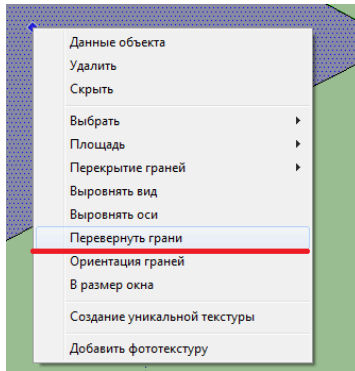 Данные объекта
Удалить
Скрыть
Выбрать
Площадь
Перекрытие граней
Выровнять вид
Выровнять оси
Перевернуть грани
Ориентация граней
В размер окна
Создание уникальной текстуры
Добавить фототекстуру